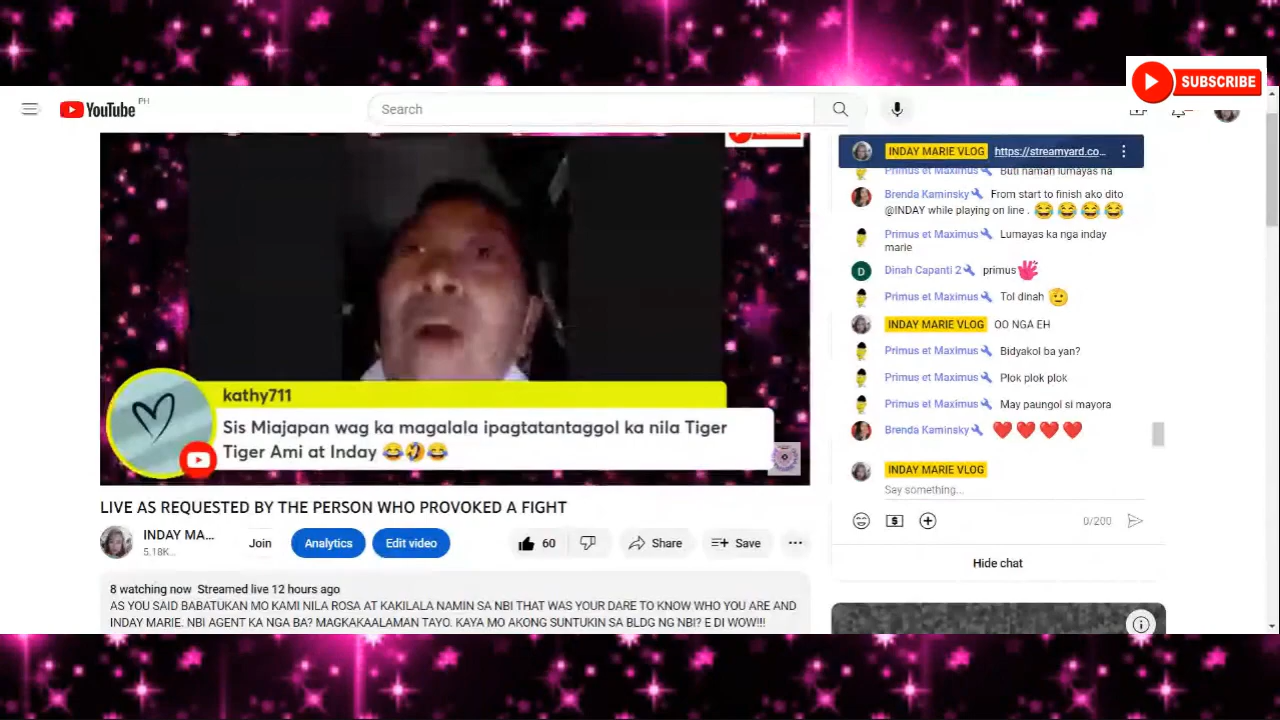 SUBSCRIBE
YouTube PH
Search
kathy711
Sis Miajapan wag ka magalala ipagtatantaggol ka nila Tiger
Tiger Ami at Inday
LIVE AS REQUESTED BY THE PERSON WHO PROVOKED A FIGHT
INDAY MA...
5.18K...
Join
Analytics
Edit video
60
Share
Save
8 watching now Streamed live 12 hours ago
AS YOU SAID BABATUKAN MO KAMI NILA ROSA AT KAKILALA NAMIN SA NBI THAT WAS YOUR DARE TO KNOW WHO YOU ARE AND
INDAY MARIE. NBI AGENT KA NGA BA? MAGKAKAALAMAN TAYO. KAYA MO AKONG SUNTUKIN SA BLDG NG NBI? E DI WOW!!!
INDAY MARIE VLOG https://streamyard.co...
Primus et Maximus Buti naman lumayas na
Brenda Kaminsky From start to finish ako dito
@INDAY while playing on line . 😂😂😂😂
Primus et Maximus Lumayas ka nga inday
marie
D Dinah Capanti 2 primus
Primus et Maximus Tol dinah
INDAY MARIE VLOG OO NGA EH
Primus et Maximus Bidyakol ba yan?
Primus et Maximus Plok plok plok
Primus et Maximus May paungol si mayora
Brenda Kaminsky ❤❤❤❤
INDAY MARIE VLOG
Say something...
0/200
Hide chat